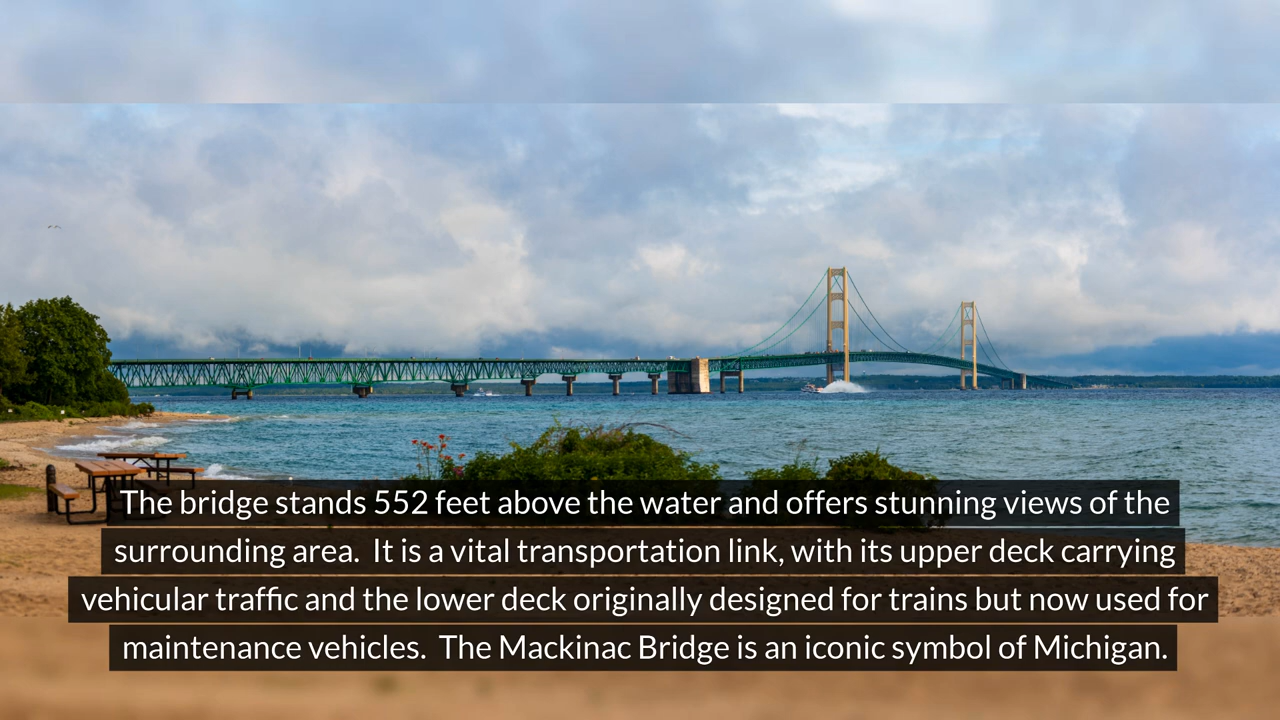 The bridge stands 552 feet above the water and offers stunning views of the
surrounding area.  It is a vital transportation link, with its upper deck carrying
vehicular traffic and the lower deck originally designed for trains but now used for
maintenance vehicles.  The Mackinac Bridge is an iconic symbol of Michigan.